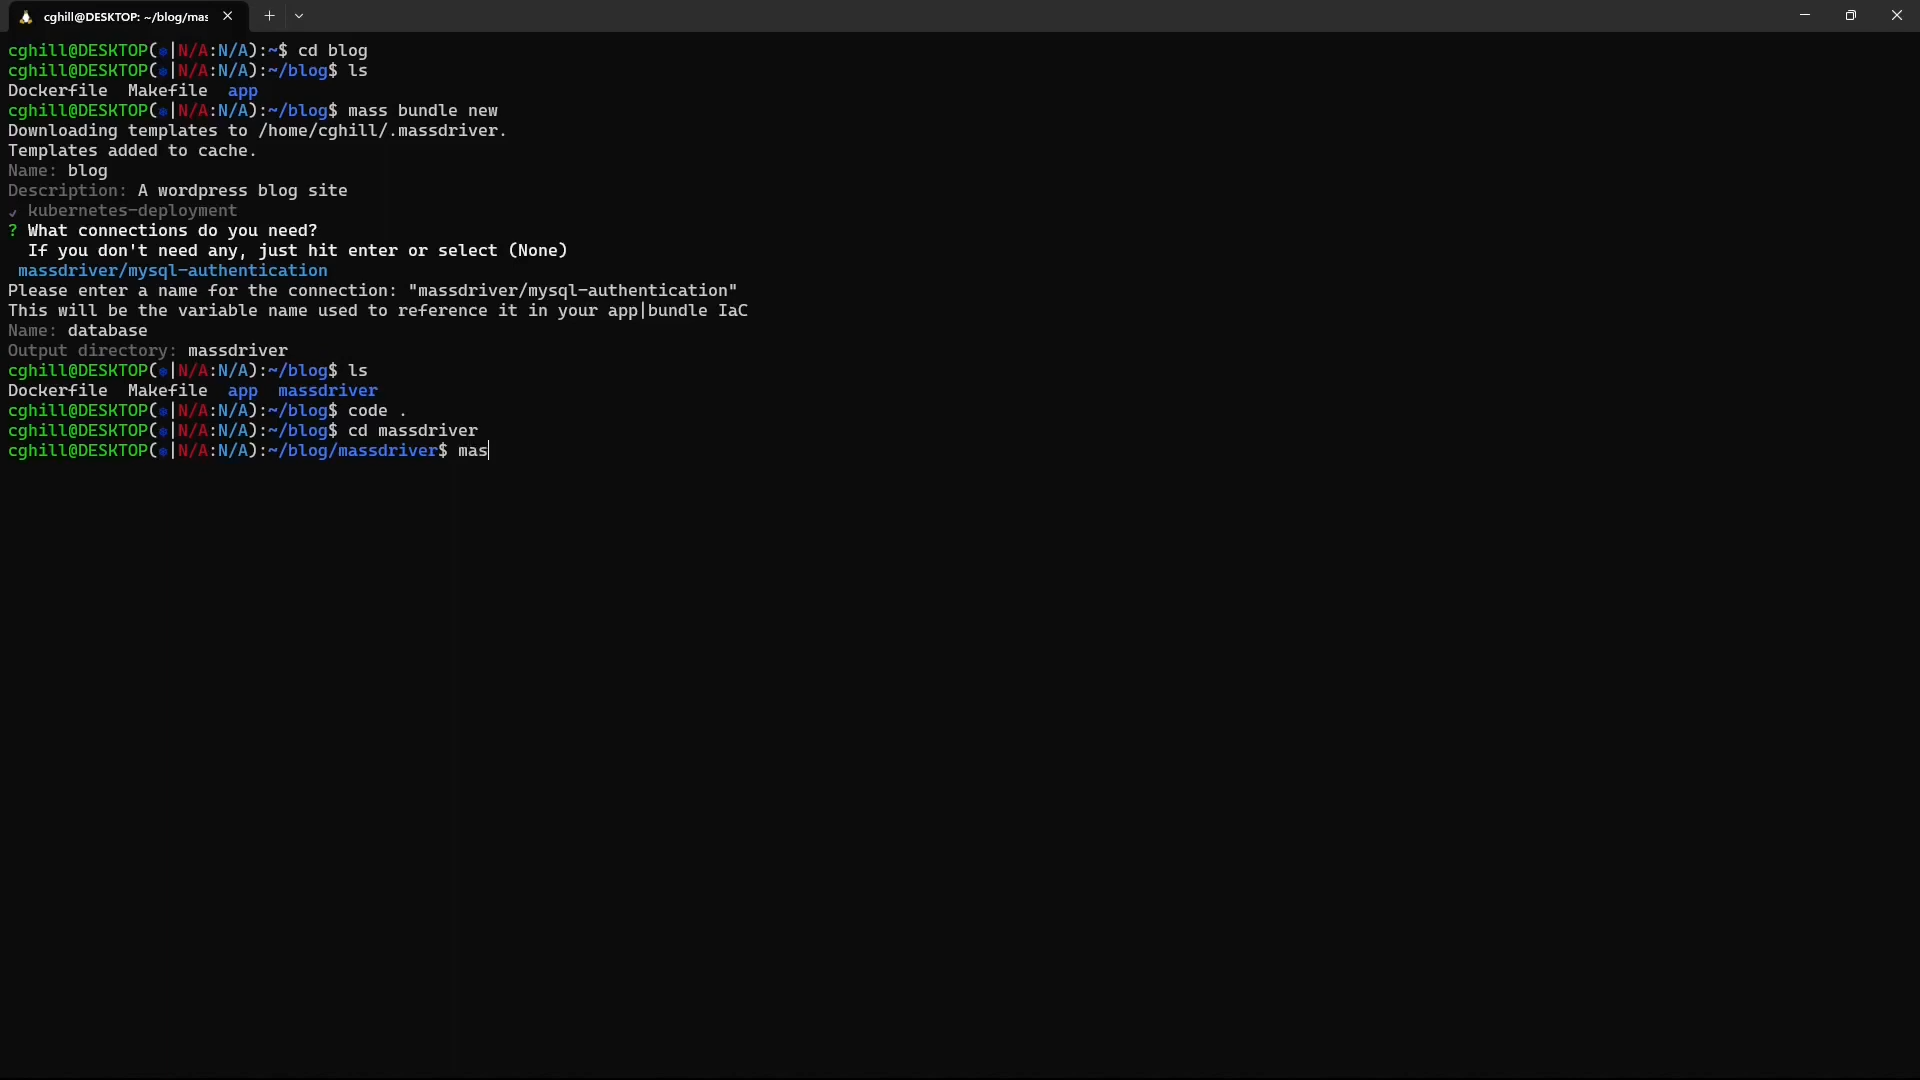 cghill@DESKTOP: ~/blog/mas
cghill@DESKTOP(⎈|N/A:N/A):~$ cd blog
cghill@DESKTOP(⎈|N/A:N/A):~/blog$ ls
Dockerfile  Makefile  app
cghill@DESKTOP(⎈|N/A:N/A):~/blog$ mass bundle new
Downloading templates to /home/cghill/.massdriver.
Templates added to cache.
Name: blog
Description: A wordpress blog site
✔ kubernetes-deployment
? What connections do you need?
  If you don't need any, just hit enter or select (None)
 massdriver/mysql-authentication
Please enter a name for the connection: "massdriver/mysql-authentication"
This will be the variable name used to reference it in your app|bundle IaC
Name: database
Output directory: massdriver
cghill@DESKTOP(⎈|N/A:N/A):~/blog$ ls
Dockerfile  Makefile  app  massdriver
cghill@DESKTOP(⎈|N/A:N/A):~/blog$ code .
cghill@DESKTOP(⎈|N/A:N/A):~/blog$ cd massdriver
cghill@DESKTOP(⎈|N/A:N/A):~/blog/massdriver$ mas